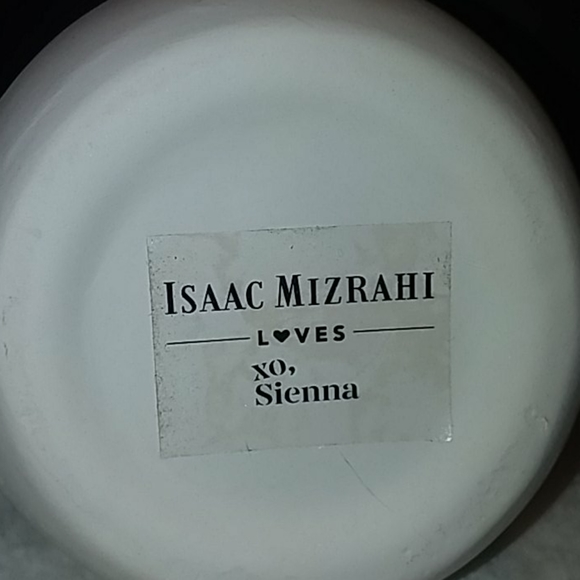 ISAAC MIZRAHI
L♥VES
xo,
Sienna